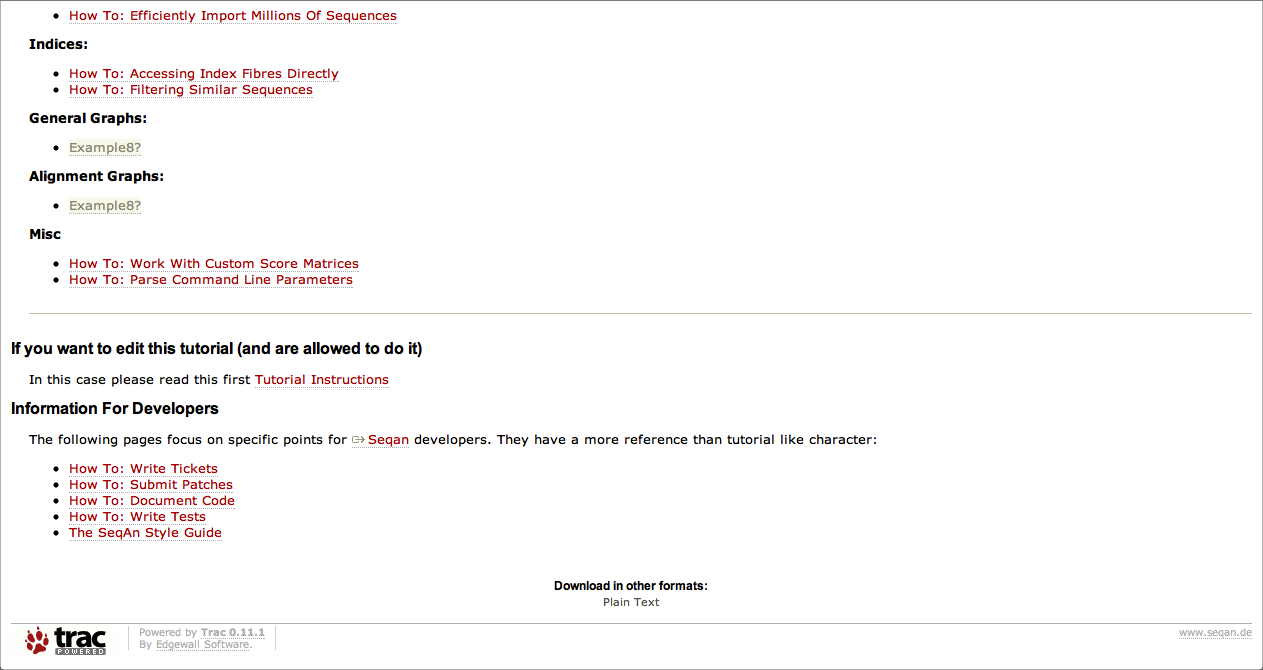 How To: Efficiently Import Millions Of Sequences
Indices:
How To: Accessing Index Fibres Directly
How To: Filtering Similar Sequences
General Graphs:
Example8?
Alignment Graphs:
Example8?
Misc
How To: Work With Custom Score Matrices
How To: Parse Command Line Parameters
If you want to edit this tutorial (and are allowed to do it)
In this case please read this first Tutorial Instructions
Information For Developers
The following pages focus on specific points for Seqan developers. They have a more reference than tutorial like character:
How To: Write Tickets
How To: Submit Patches
How To: Document Code
How To: Write Tests
The SeqAn Style Guide
Download in other formats:
Plain Text
trac
POWERED
Powered by Trac 0.11.1
By Edgewall Software.
www.seqan.de